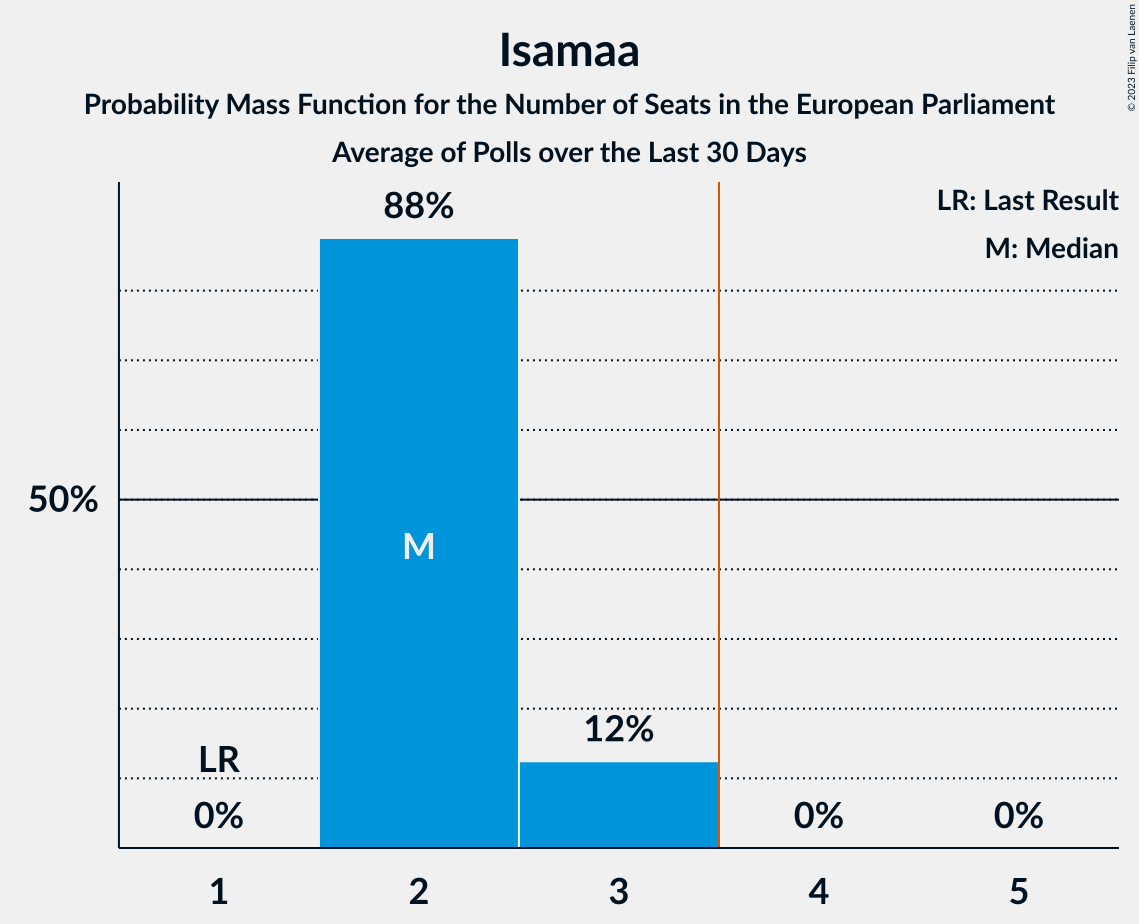 Isamaa
Probability Mass Function for the Number of Seats in the European Parliament
Average of Polls over the Last 30 Days
© 2023 Filip van Laenen
LR: Last Result
M: Median
88%
50%
M
12%
LR
0%
0%
0%
1
2
3
4
5